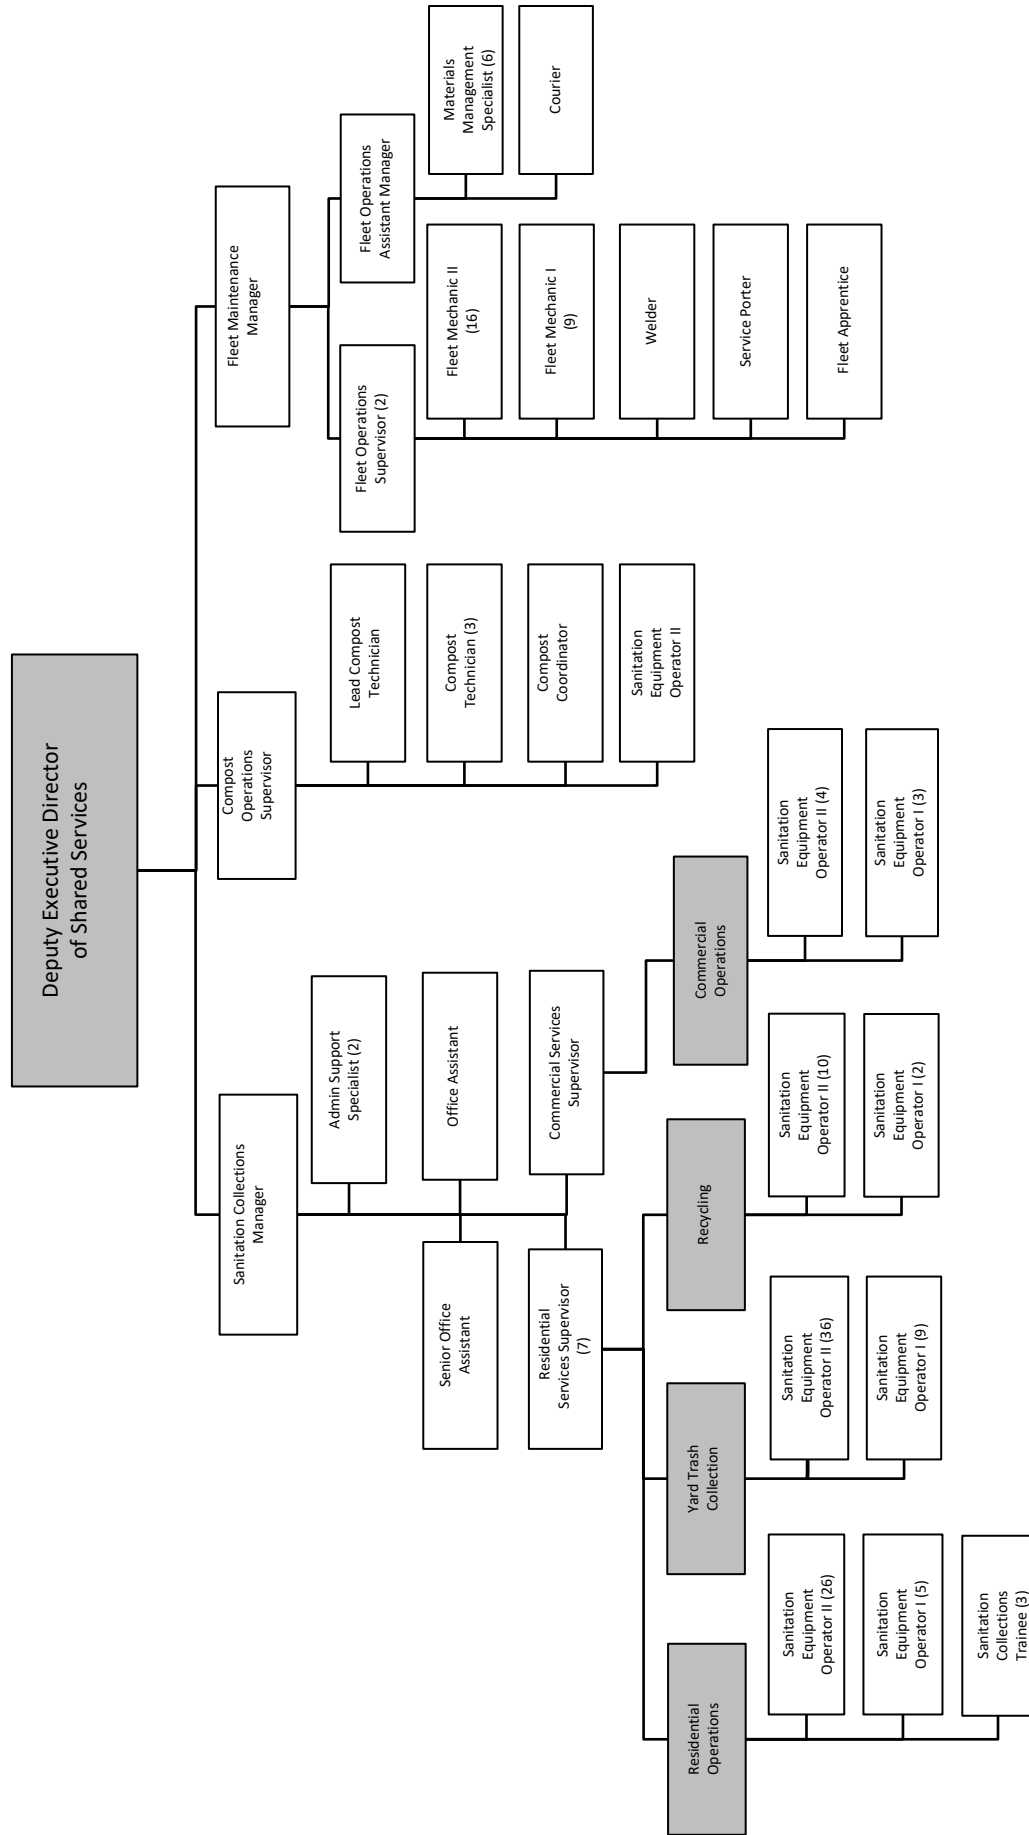 Deputy Executive Director
of Shared Services
Sanitation Collections
Manager
Admin Support
Specialist (2)
Senior Office
Assistant
Office Assistant
Residential
Services Supervisor
(7)
Commercial Services
Supervisor
Residential
Operations
Sanitation
Equipment
Operator II (26)
Sanitation
Equipment
Operator I (5)
Sanitation
Collections
Trainee (3)
Yard Trash
Collection
Sanitation
Equipment
Operator II (36)
Sanitation
Equipment
Operator I (9)
Recycling
Sanitation
Equipment
Operator II (10)
Sanitation
Equipment
Operator I (2)
Commercial
Operations
Sanitation
Equipment
Operator II (4)
Sanitation
Equipment
Operator I (3)
Compost
Operations
Supervisor
Lead Compost
Technician
Compost
Technician (3)
Compost
Coordinator
Sanitation
Equipment
Operator II
Fleet Maintenance
Manager
Fleet Operations
Supervisor (2)
Fleet Mechanic II
(16)
Fleet Mechanic I
(9)
Welder
Service Porter
Fleet Apprentice
Fleet Operations
Assistant Manager
Materials
Management
Specialist (6)
Courier